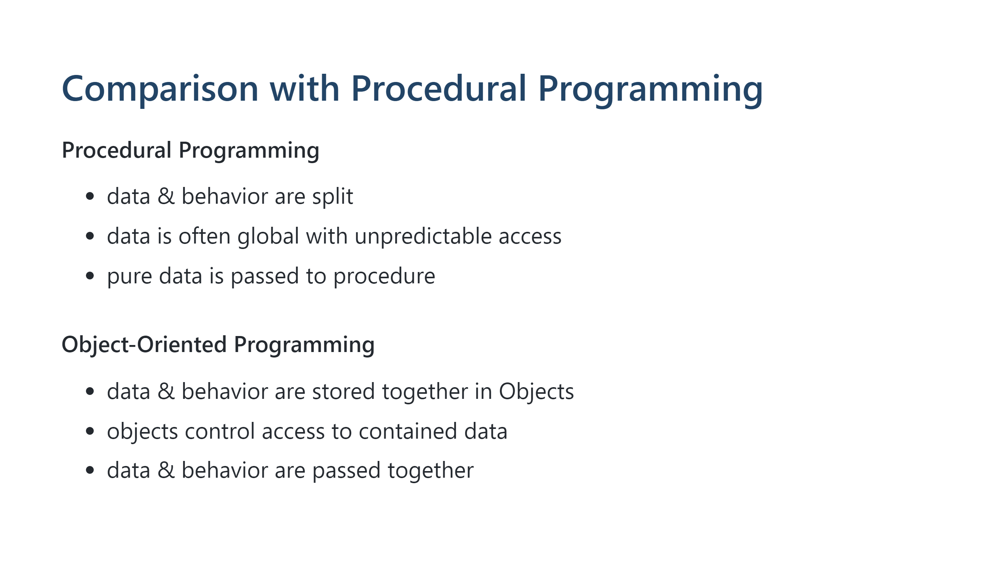 Comparison with Procedural Programming
Procedural Programming
• data & behavior are split
• data is often global with unpredictable access
• pure data is passed to procedure
Object-Oriented Programming
• data & behavior are stored together in Objects
• objects control access to contained data
• data & behavior are passed together